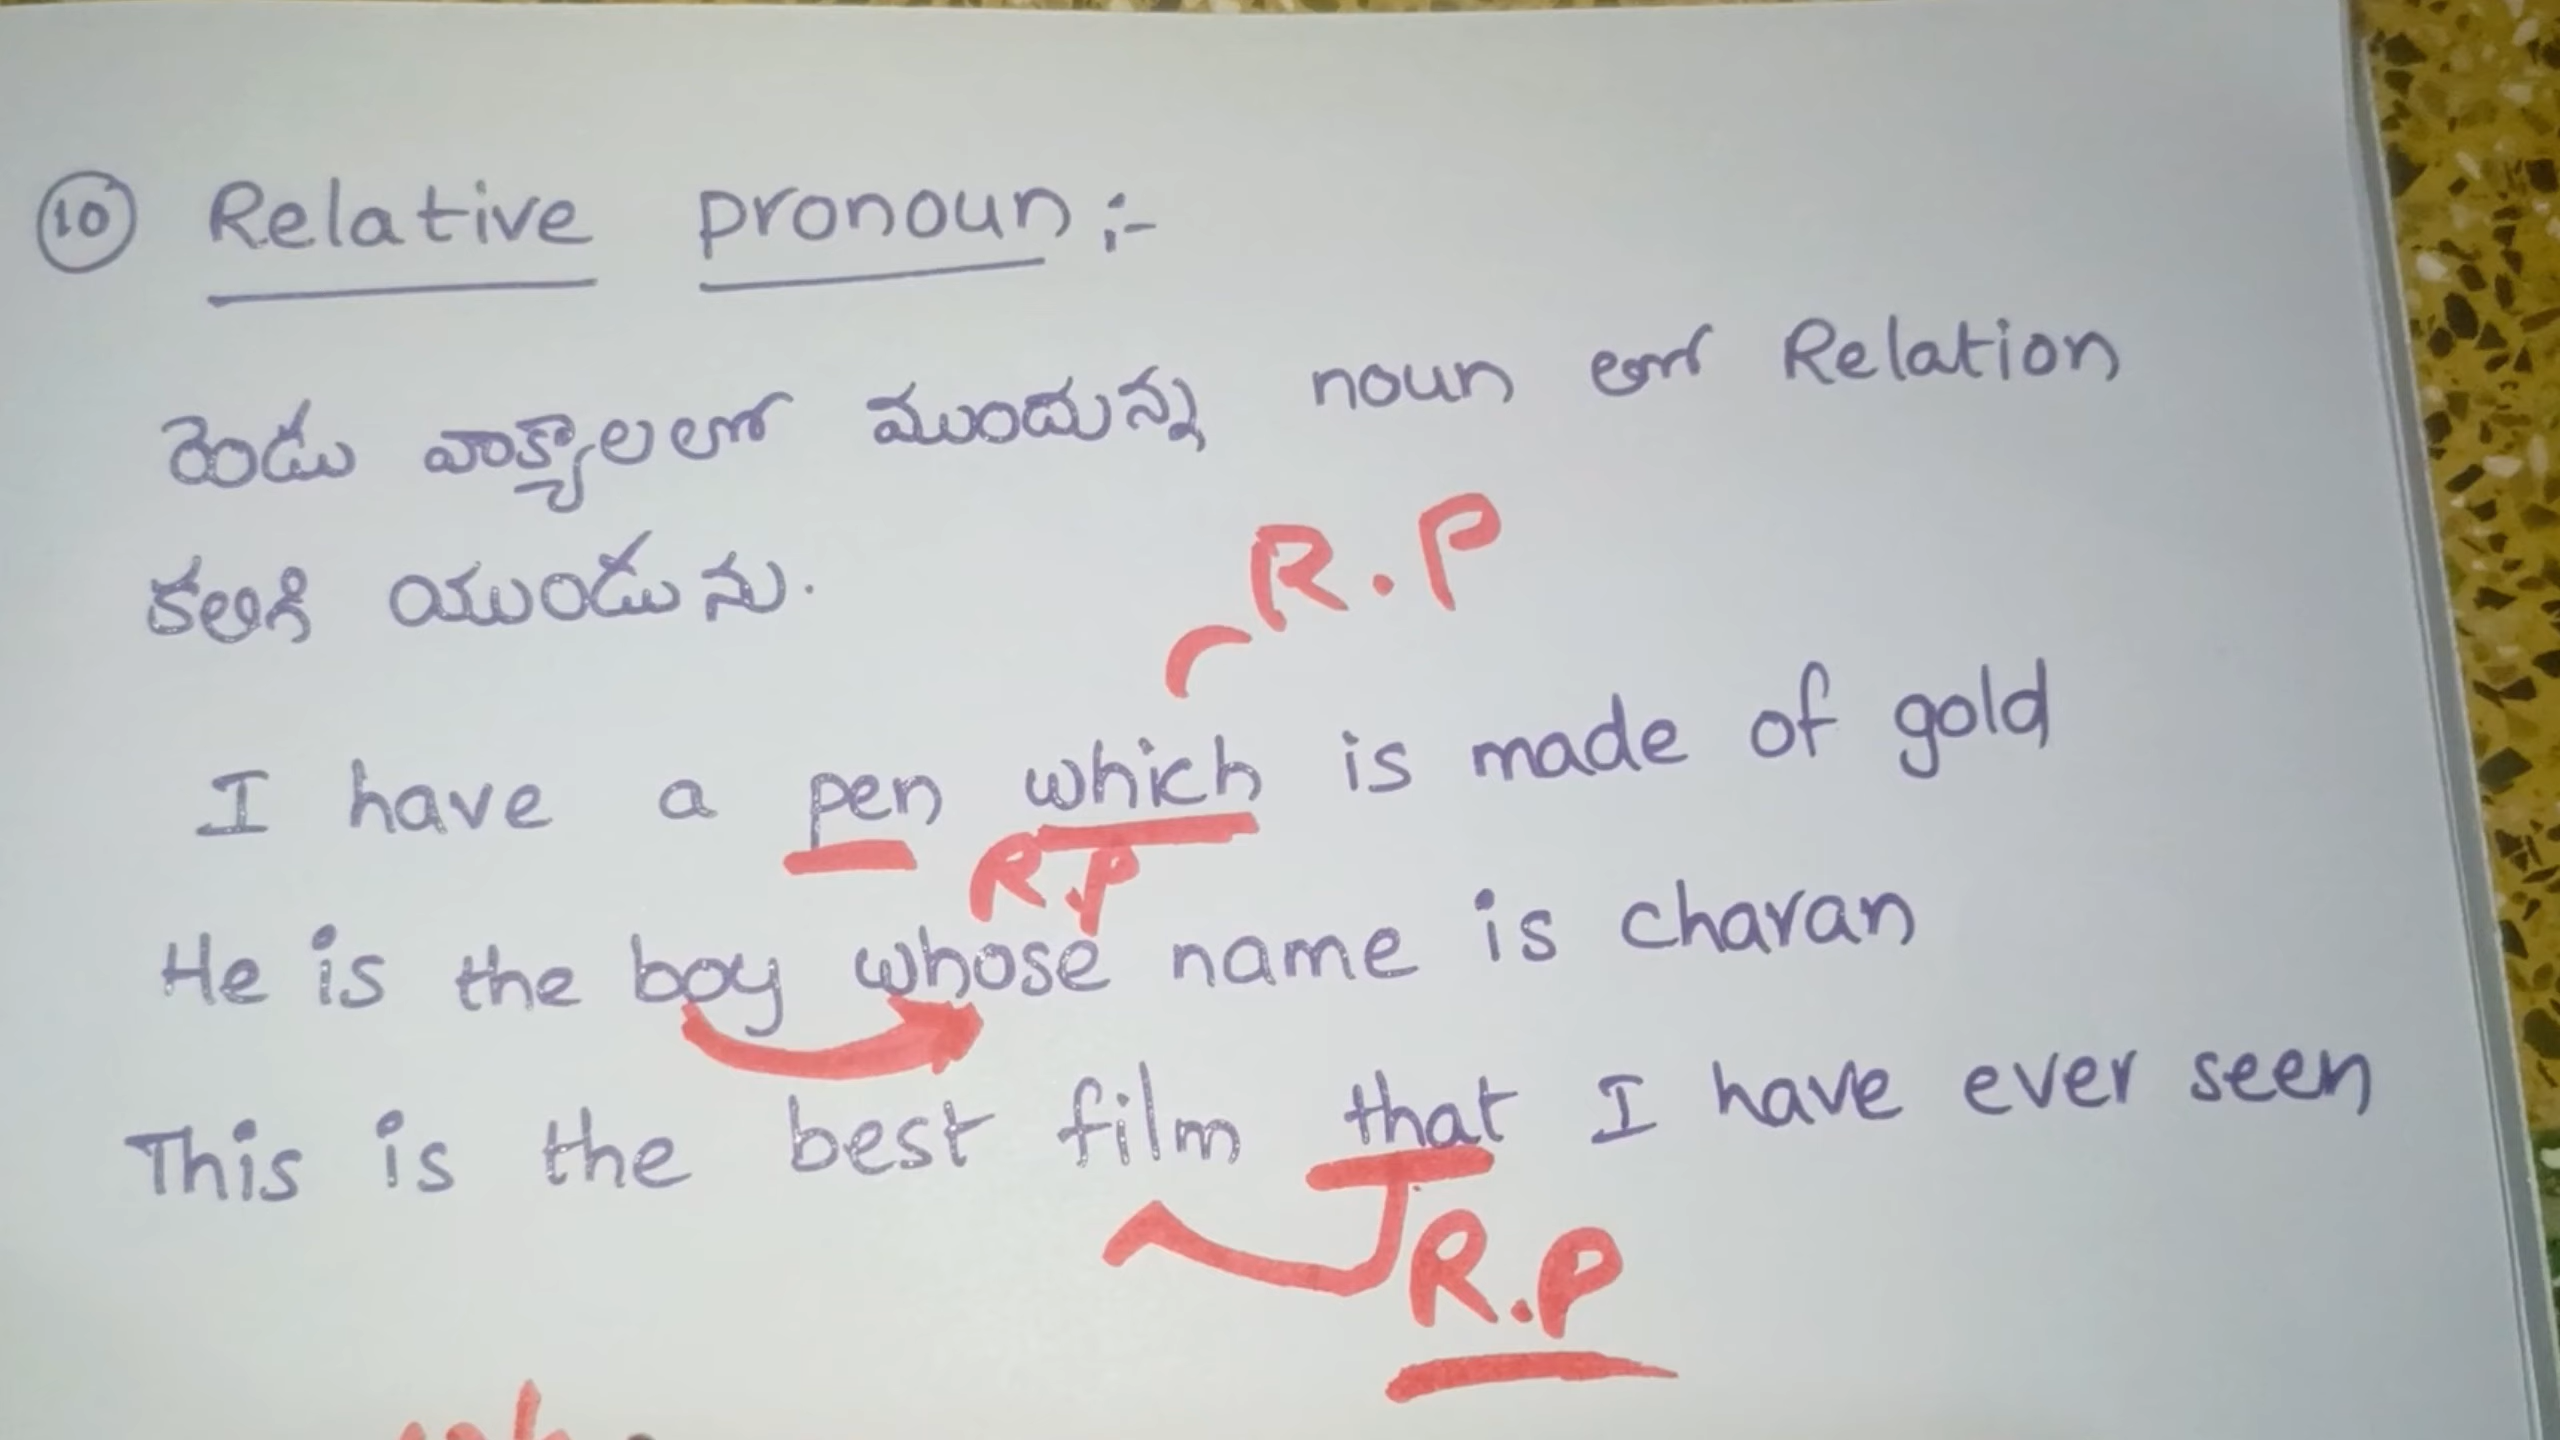 10 Relative pronoun :-
రెండు వాక్యాలలో ముందున్న noun తో Relation
కలిగి యుండును.
R.P
I have a pen which is made of gold
R.P
He is the boy whose name is charan
This is the best film that I have ever seen
R.P